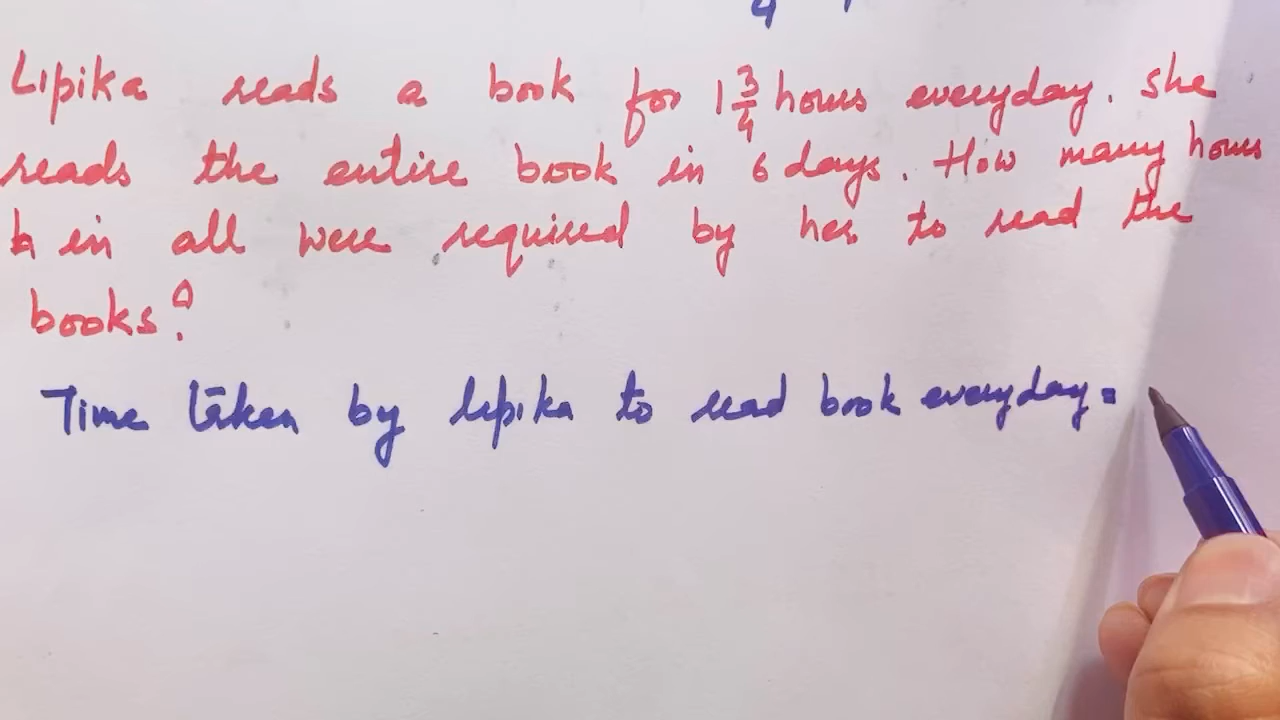 4
Lipika reads a book for 1 3/4 hours everyday. She
reads the entire book in 6 days. How many hours
in all were required by her to read the
books?
Time taken by lipika to read book everyday =